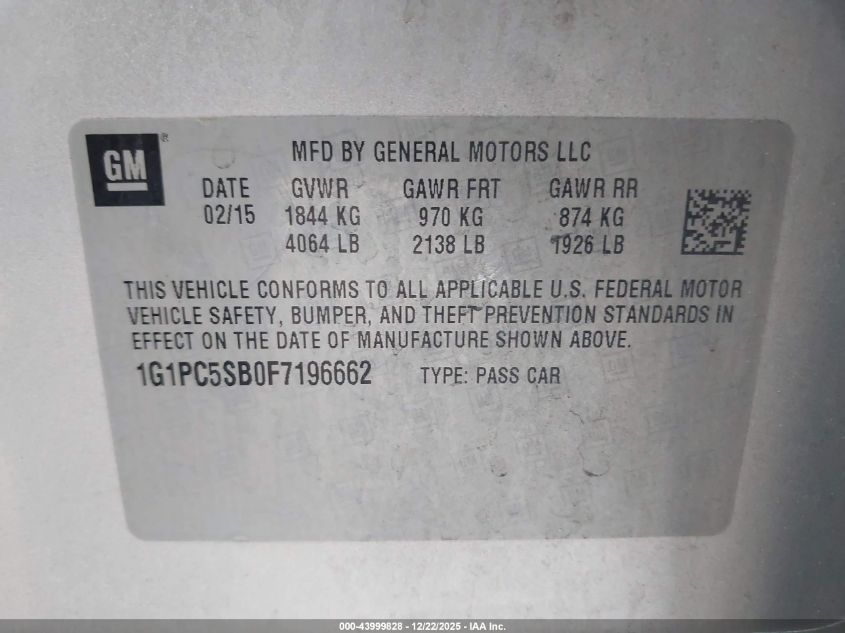 GM ®
MFD BY GENERAL MOTORS LLC
DATE GVWR GAWR FRT GAWR RR
02/15 1844 KG 970 KG 874 KG
4064 LB 2138 LB 1926 LB
THIS VEHICLE CONFORMS TO ALL APPLICABLE U.S. FEDERAL MOTOR
VEHICLE SAFETY, BUMPER, AND THEFT PREVENTION STANDARDS IN
EFFECT ON THE DATE OF MANUFACTURE SHOWN ABOVE.
1G1PC5SB0F7196662 TYPE: PASS CAR
000-43999828 - 12/22/2025 - IAA Inc.